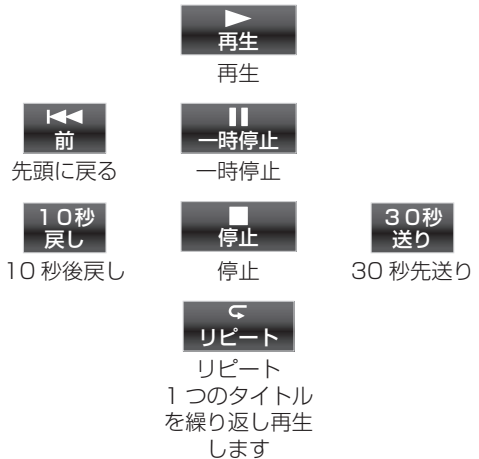 再生
再生
前
一時停止
先頭に戻る
一時停止
10秒
戻し
停止
30秒
送り
10 秒後戻し
停止
30 秒先送り
リピート
リピート
1 つのタイトル
を繰り返し再生
します